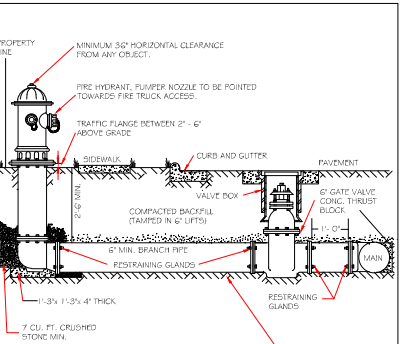 PROPERTY
LINE
MINIMUM 36" HORIZONTAL CLEARANCE
FROM ANY OBJECT.
FIRE HYDRANT, PUMPER NOZZLE TO BE POINTED
TOWARDS FIRE TRUCK ACCESS.
TRAFFIC FLANGE BETWEEN 2" - 6"
ABOVE GRADE
SIDEWALK
CURB AND GUTTER
PAVEMENT
VALVE BOX
6" GATE VALVE
CONC. THRUST
BLOCK
2'-6" MIN.
COMPACTED BACKFILL
(TAMPED IN 6" LIFTS)
1'- 0"
6" MIN. BRANCH PIPE
MAIN
RESTRAINING GLANDS
RESTRAINING
GLANDS
1'-3"x 1'-3"x 4" THICK
7 CU. FT. CRUSHED
STONE MIN.